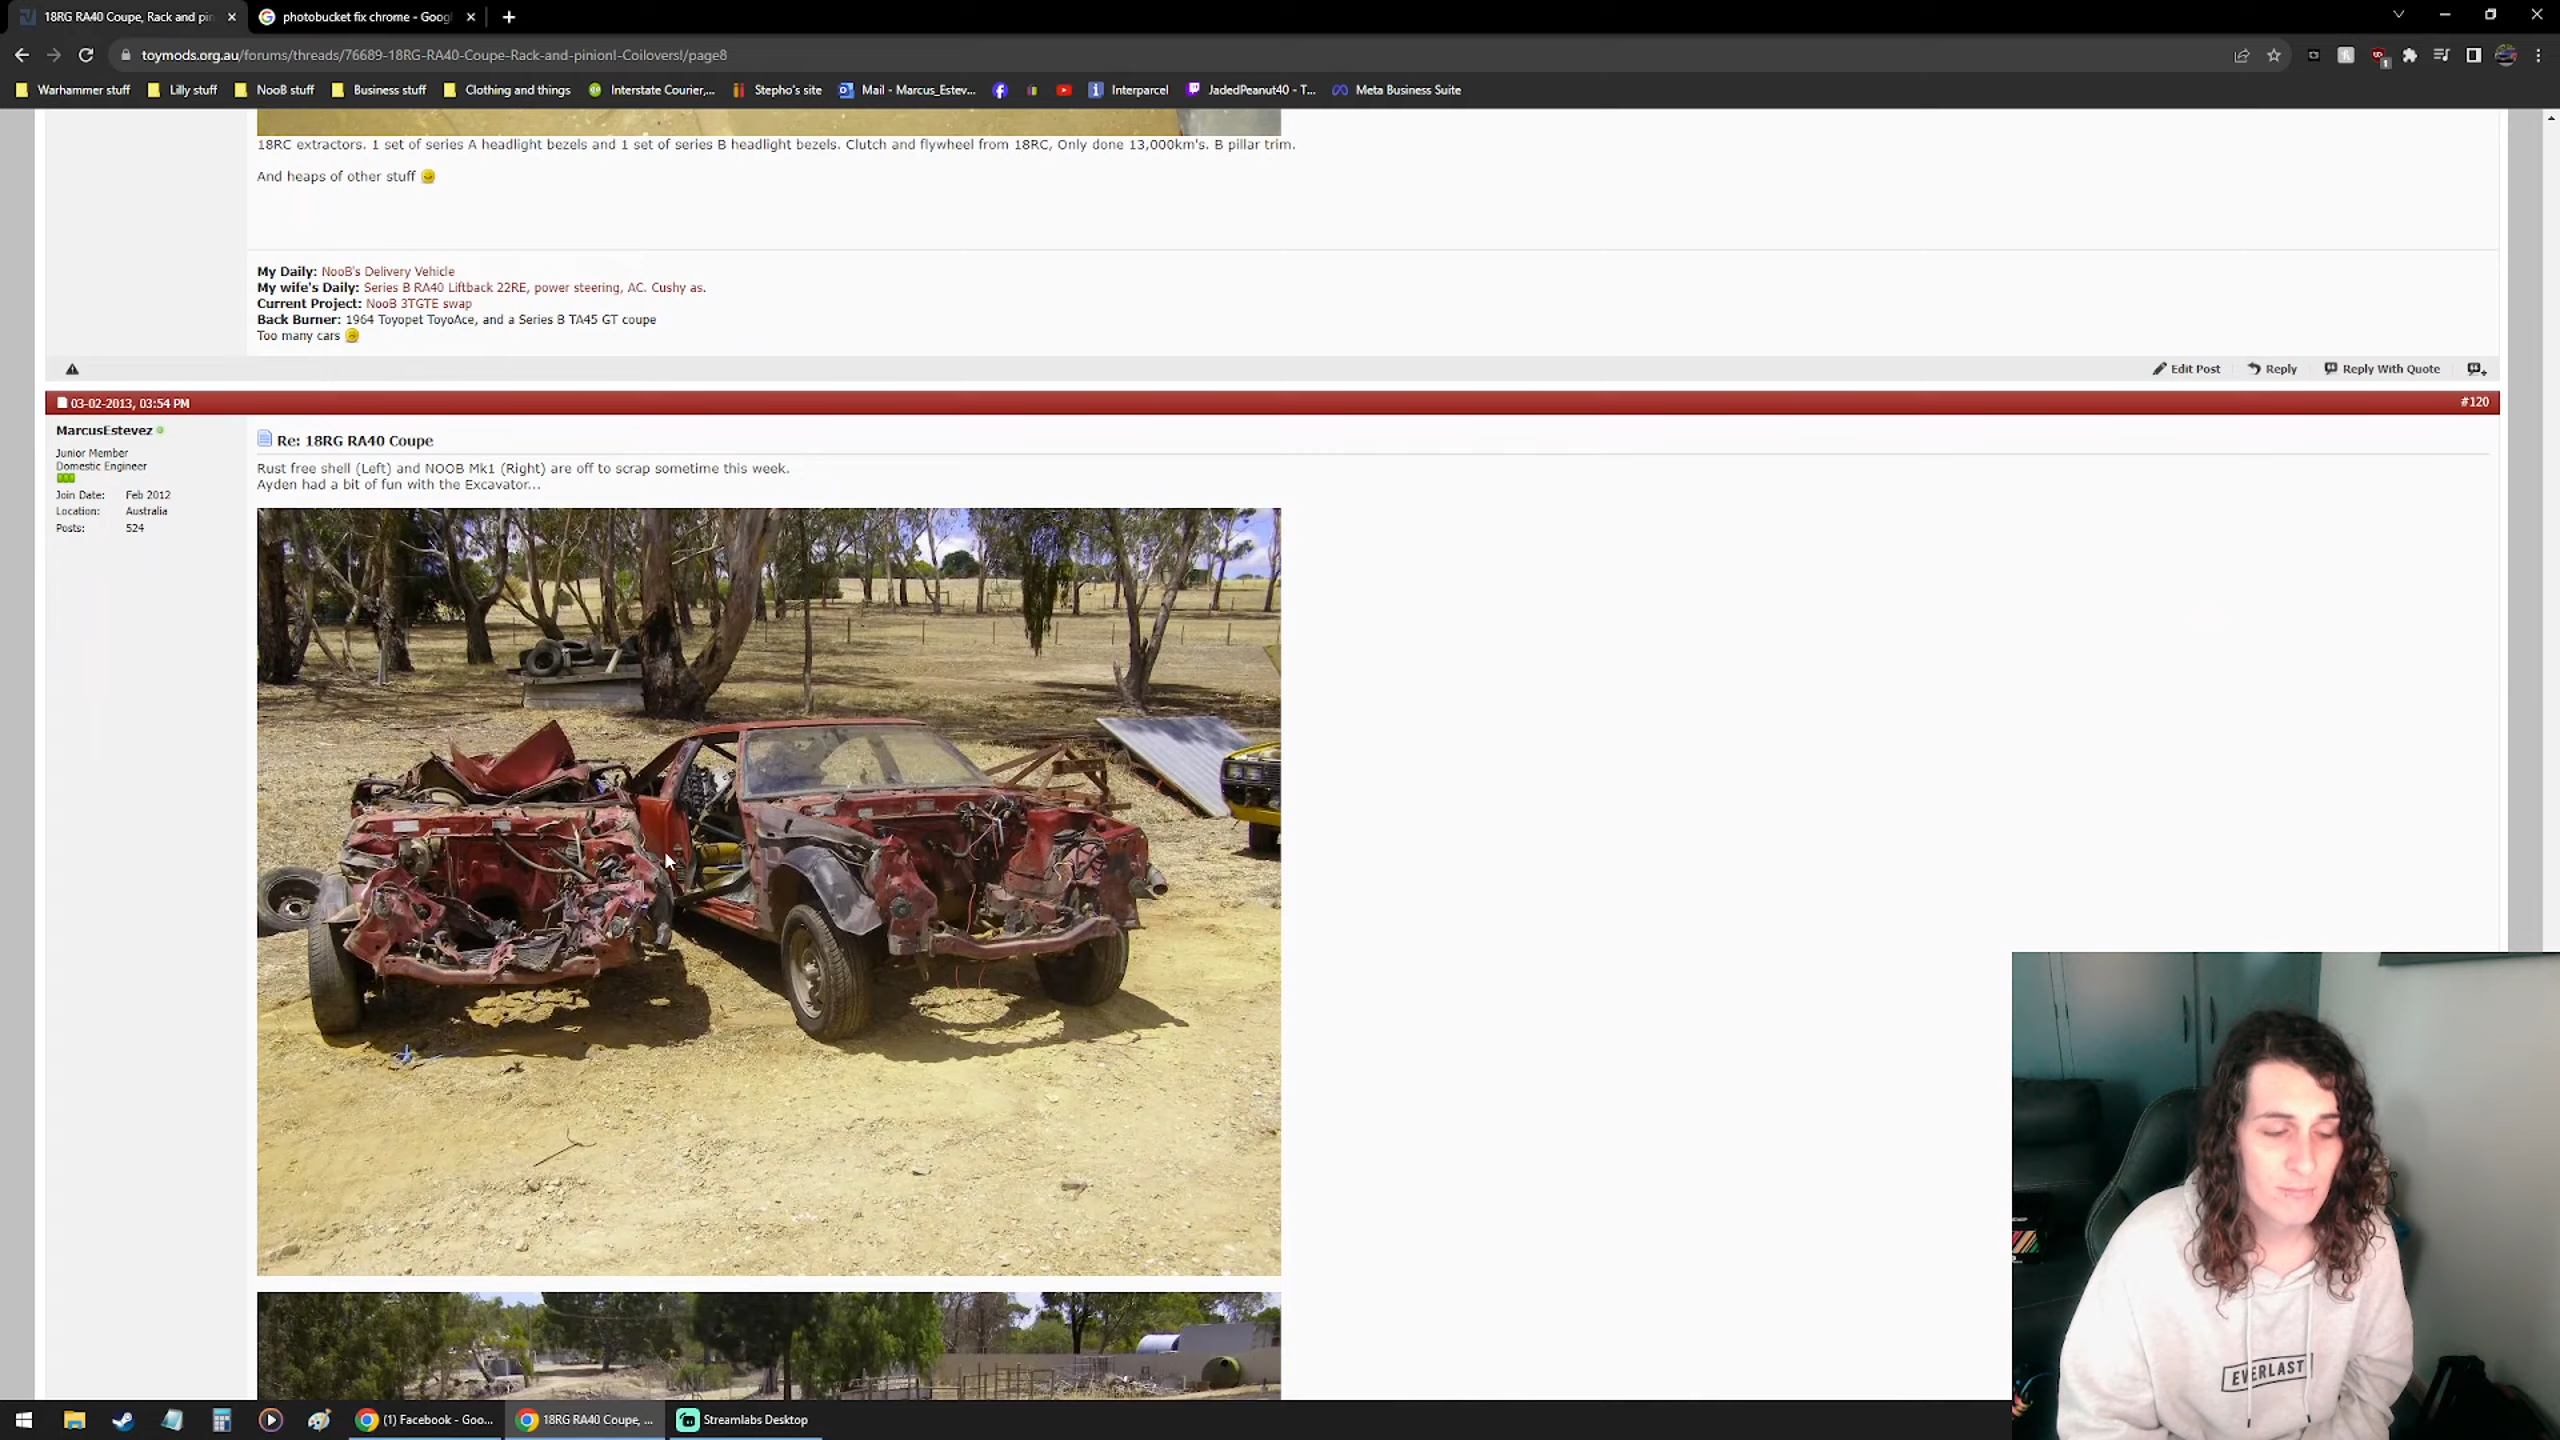 18RG RA40 Coupe, Rack and pin
photobucket fix chrome - Goog
toymods.org.au/forums/threads/76689-18RG-RA40-Coupe-Rack-and-pinionl-Coilovers!/page8
Warhammer stuff
Lilly stuff
NooB stuff
Business stuff
Clothing and things
Interstate Courier,...
Stepho's site
Mail - Marcus_Estev...
Interparcel
JadedPeanut40 - T...
Meta Business Suite
18RC extractors. 1 set of series A headlight bezels and 1 set of series B headlight bezels. Clutch and flywheel from 18RC, Only done 13,000km's. B pillar trim.
And heaps of other stuff
My Daily: NooB's Delivery Vehicle
My wife's Daily: Series B RA40 Liftback 22RE, power steering, AC. Cushy as.
Current Project: NooB 3TGTE swap
Back Burner: 1964 Toyopet ToyoAce, and a Series B TA45 GT coupe
Too many cars
Edit Post
Reply
Reply With Quote
03-02-2013, 03:54 PM
#120
MarcusEstevez
Junior Member
Domestic Engineer
Join Date: Feb 2012
Location: Australia
Posts: 524
Re: 18RG RA40 Coupe
Rust free shell (Left) and NOOB Mk1 (Right) are off to scrap sometime this week.
Ayden had a bit of fun with the Excavator...
EVERLAST
(1) Facebook - Goo...
18RG RA40 Coupe, ...
Streamlabs Desktop